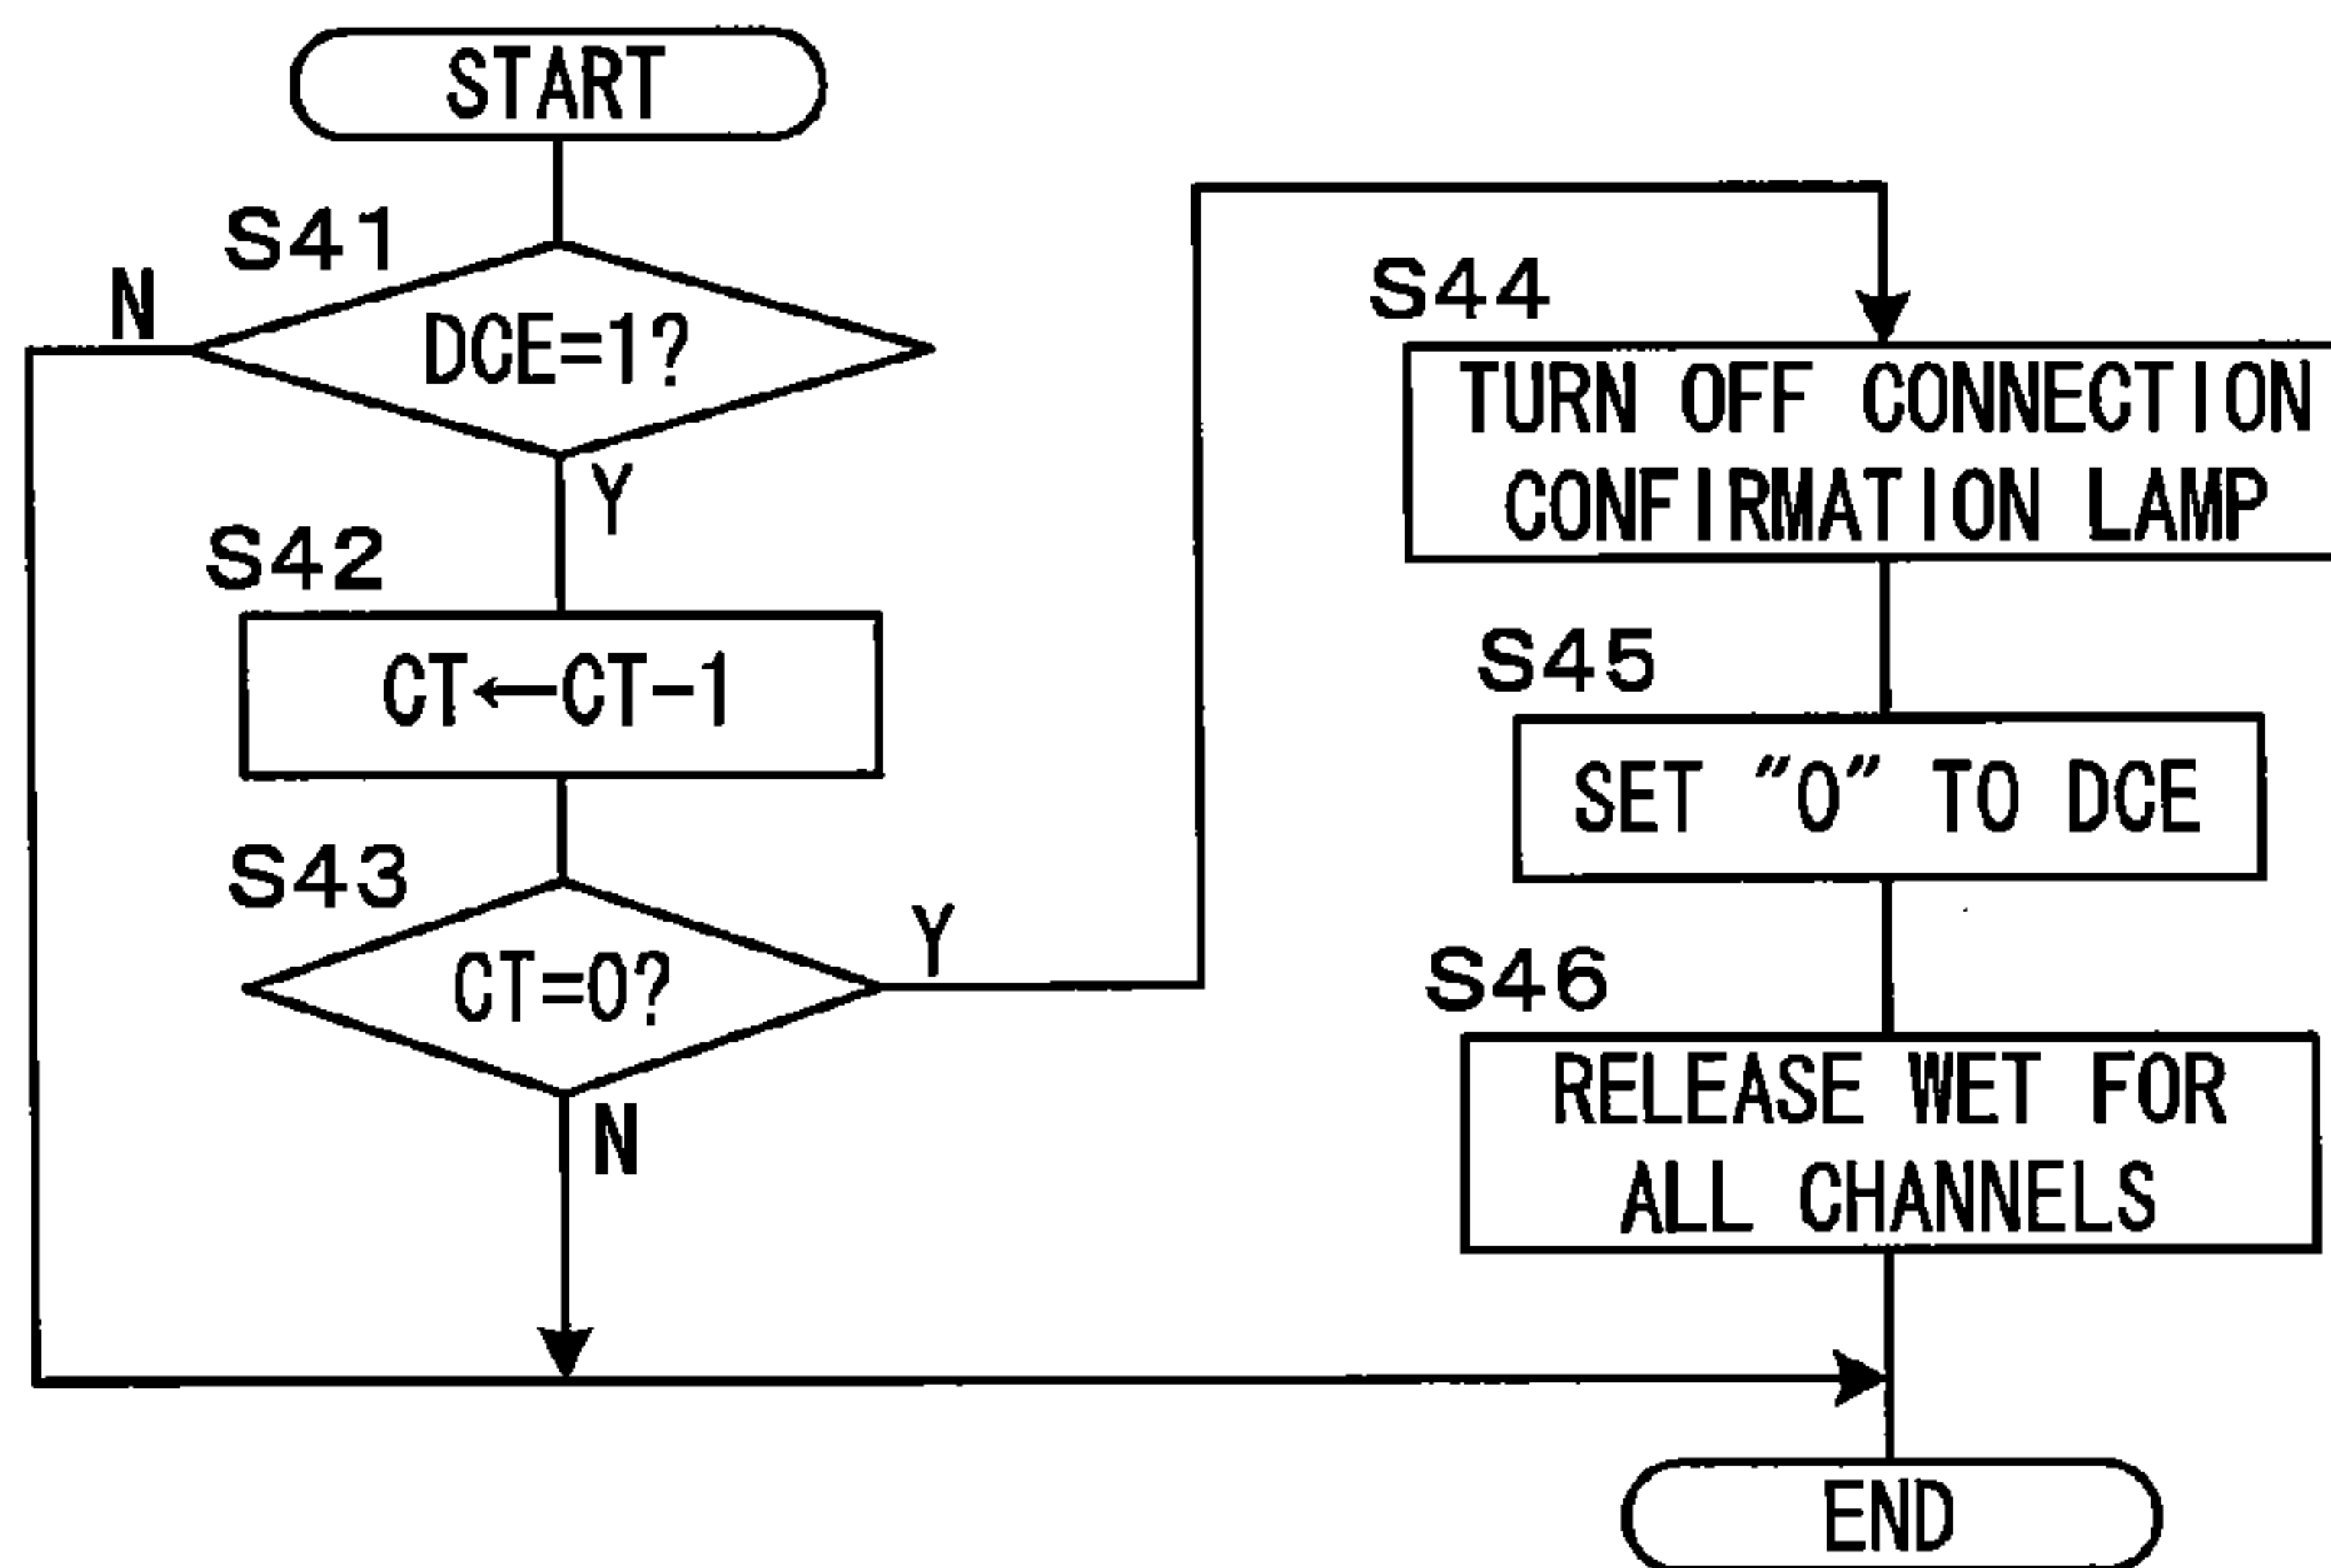 START
S41
N
DCE=1?
Y
S42
CT←CT-1
S43
CT=0?
Y
N
S44
TURN OFF CONNECTION
CONFIRMATION LAMP
S45
SET "0" TO DCE
S46
RELEASE WET FOR
ALL CHANNELS
END